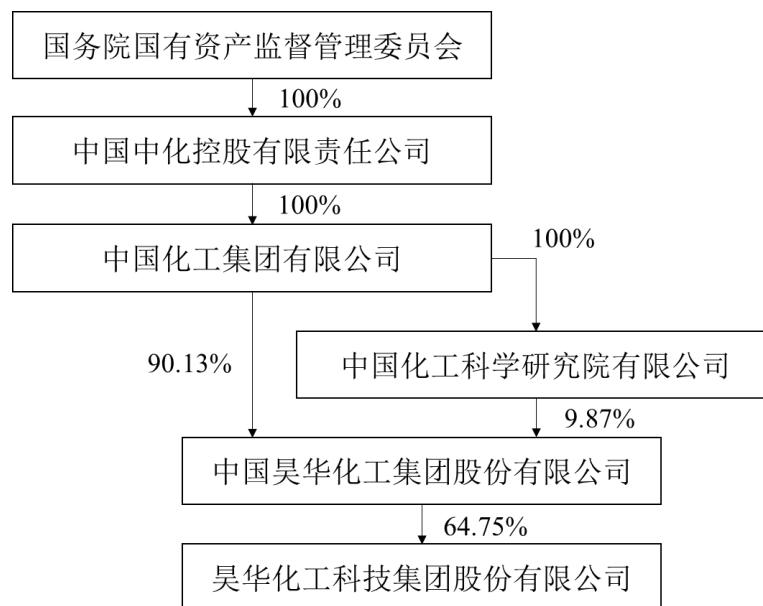 国务院国有资产监督管理委员会
100%
中国中化控股有限责任公司
100%
中国化工集团有限公司
100%
90.13%
中国化工科学研究院有限公司
9.87%
中国昊华化工集团股份有限公司
64.75%
昊华化工科技集团股份有限公司